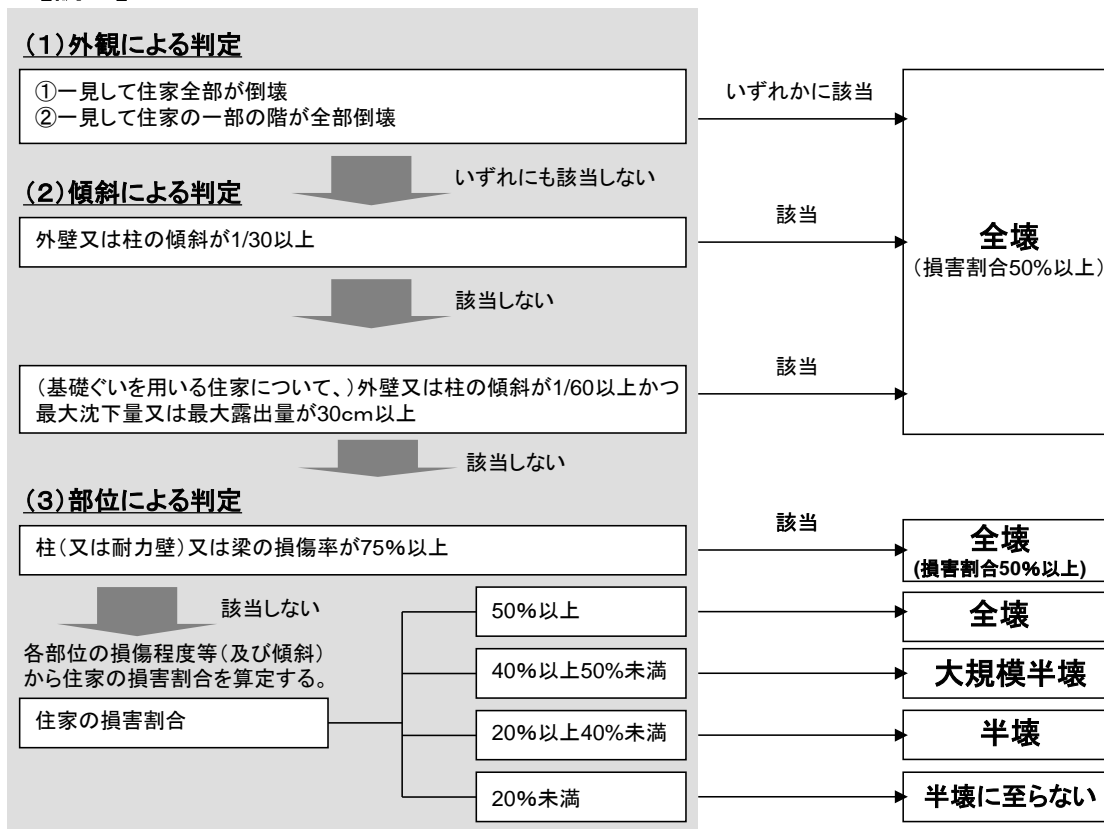 (1)外観による判定
①一見して住家全部が倒壊
②一見して住家の一部の階が全部倒壊
いずれかに該当
いずれにも該当しない
(2)傾斜による判定
外壁又は柱の傾斜が1/30以上
該当
全壊
(損害割合50%以上)
該当しない
(基礎ぐいを用いる住家について、)外壁又は柱の傾斜が1/60以上かつ
最大沈下量又は最大露出量が30cm以上
該当
該当しない
(3)部位による判定
柱(又は耐力壁)又は梁の損傷率が75%以上
該当
全壊
(損害割合50%以上)
該当しない
各部位の損傷程度等(及び傾斜)
から住家の損害割合を算定する。
住家の損害割合
50%以上
全壊
40%以上50%未満
大規模半壊
20%以上40%未満
半壊
20%未満
半壊に至らない